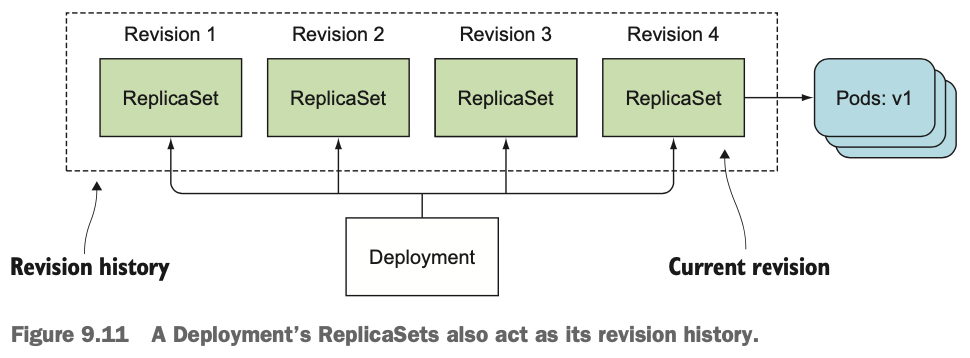 Revision 1 Revision 2 Revision 3 Revision 4
ReplicaSet ReplicaSet ReplicaSet ReplicaSet Pods: v1
Deployment
Revision history Current revision
Figure 9.11 A Deployment’s ReplicaSets also act as its revision history.